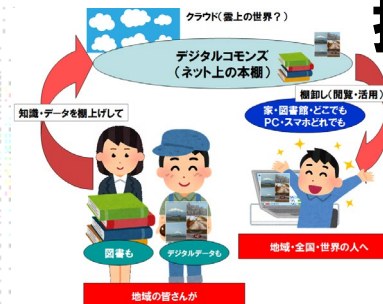 クラウド(雲上の世界?)
デジタルコモンズ
(ネット上の本棚)
知識・データを棚上げして
棚卸し(閲覧・活用)
家・図書館・どこでも
PC・スマホどれでも
図書も
デジタルデータも
地域・全国・世界の人へ
地域の皆さんが